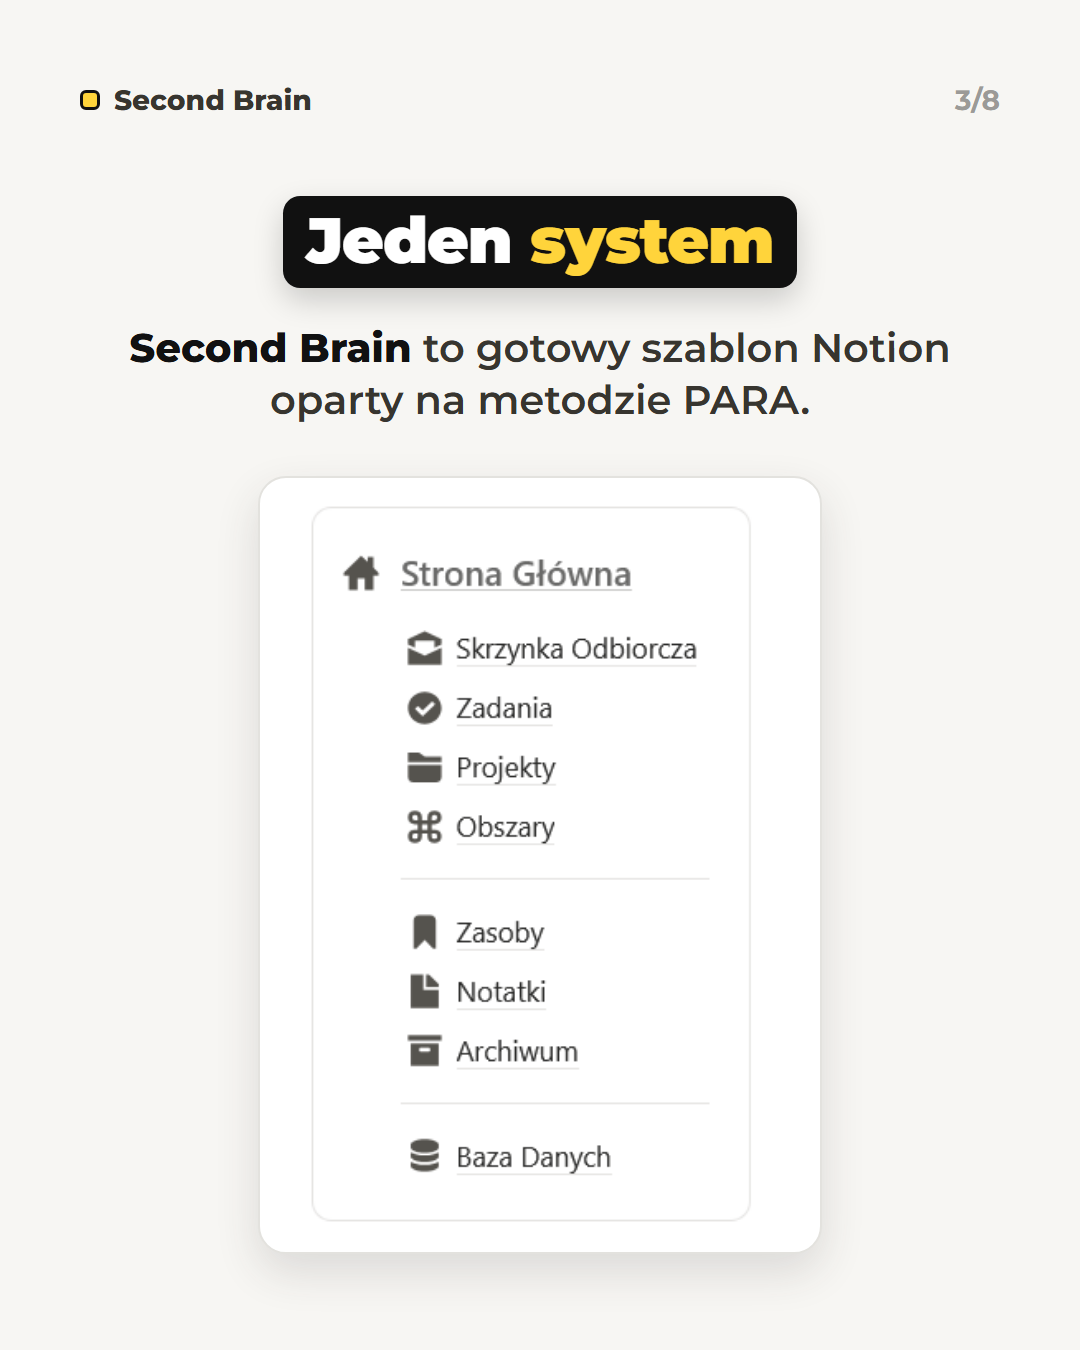 Second Brain
3/8
Jeden system
Second Brain to gotowy szablon Notion
oparty na metodzie PARA.
Strona Główna
Skrzynka Odbiorcza
Zadania
Projekty
Obszary
Zasoby
Notatki
Archiwum
Baza Danych